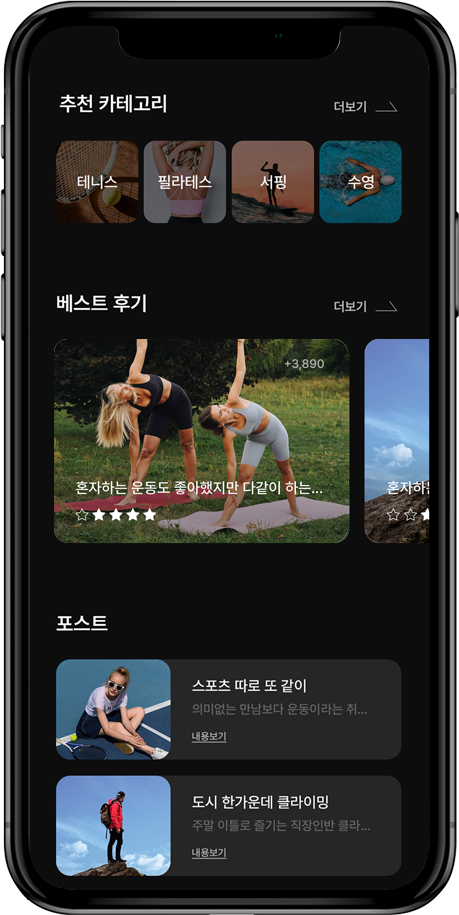 추천 카테고리
더보기
테니스
필라테스
서핑
수영
베스트 후기
더보기
+3,890
혼자하는 운동도 좋아했지만 다같이 하는...
혼자하
포스트
스포츠 따로 또 같이
의미없는 만남보다 운동이라는 취...
내용보기
도시 한가운데 클라이밍
주말 이틀로 즐기는 직장인반 클라...
내용보기